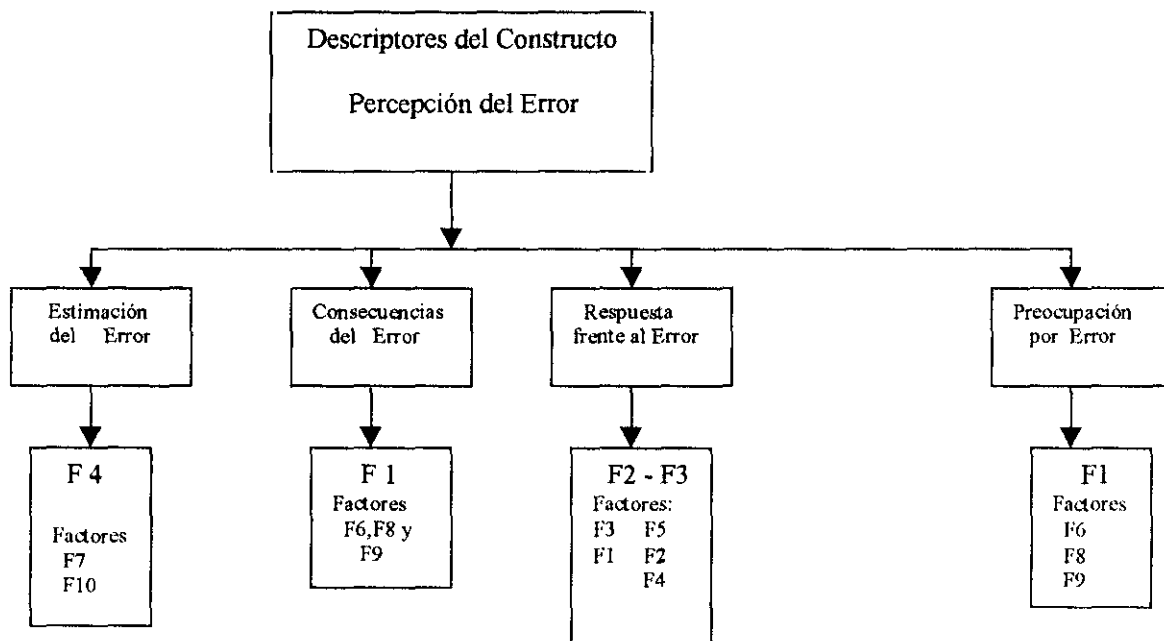 Descriptores del Constructo
Percepción del Error
Estimación
del Error
Consecuencias
del Error
Respuesta
frente al Error
Preocupación
por Error
F 4
Factores
F7
F10
F 1
Factores
F6,F8 y
F9
F2 - F3
Factores:
F3 F5
F1 F2
F4
F1
Factores
F6
F8
F9